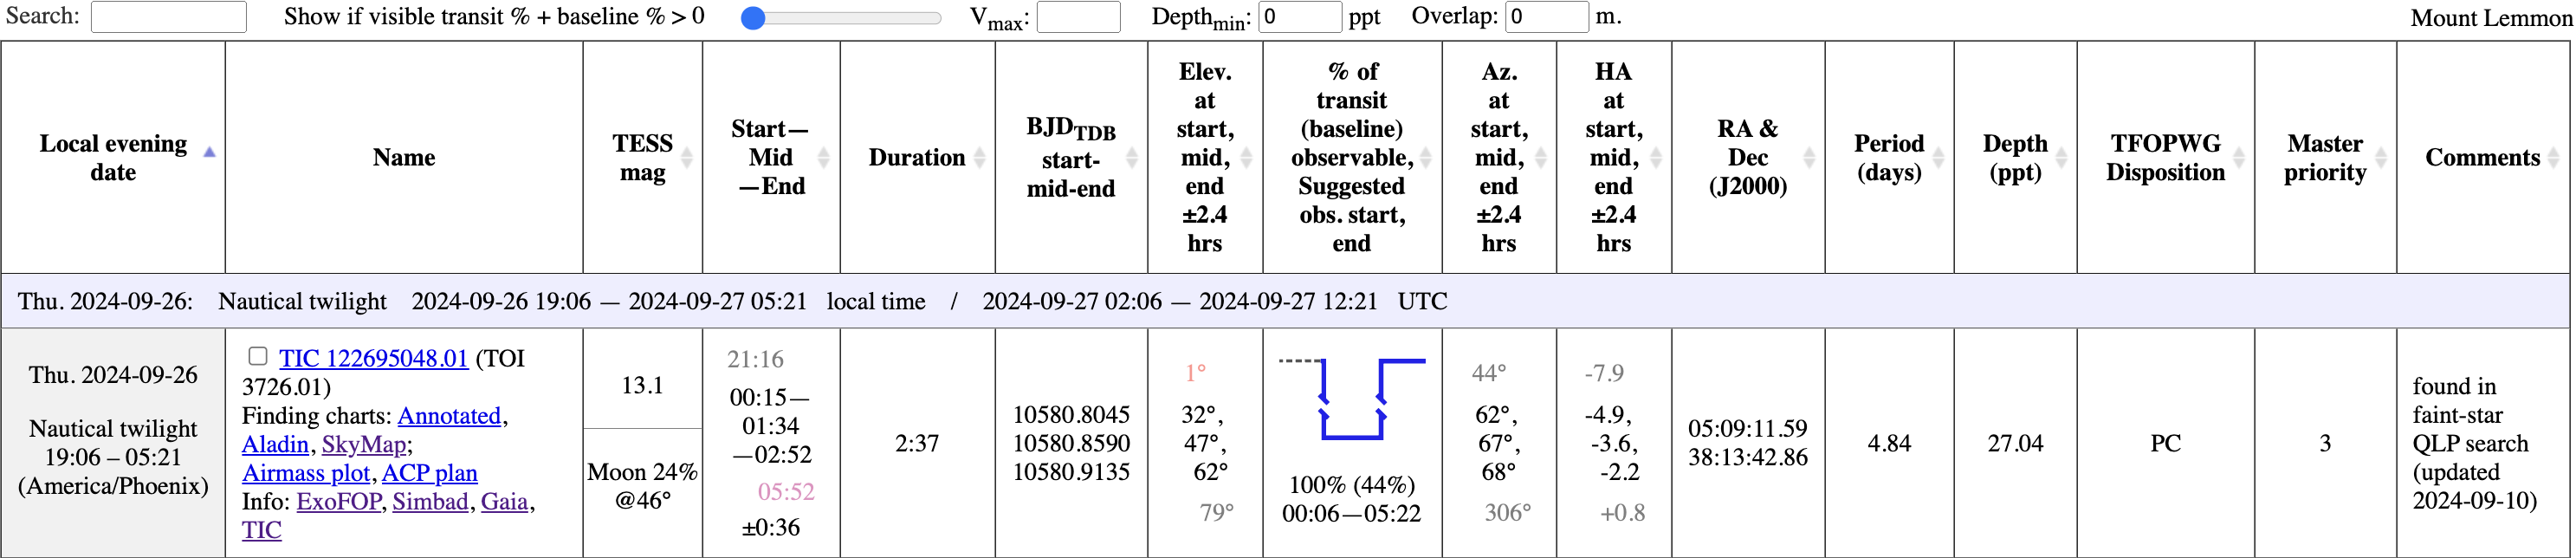 Search:
Show if visible transit % + baseline % > 0
Vmax:
Depthmin: 0 ppt
Overlap: 0 m.
Mount Lemmon
Local evening
date
Name
TESS
mag
Start—
Mid
—End
Duration
BJDTDB
start-
mid-end
Elev.
at
start,
mid,
end
±2.4
hrs
% of
transit
(baseline)
observable,
Suggested
obs. start,
end
Az.
at
start,
mid,
end
±2.4
hrs
HA
at
start,
mid,
end
±2.4
hrs
RA &
Dec
(J2000)
Period
(days)
Depth
(ppt)
TFOPWG
Disposition
Master
priority
Comments
Thu. 2024-09-26: Nautical twilight 2024-09-26 19:06 — 2024-09-27 05:21 local time / 2024-09-27 02:06 — 2024-09-27 12:21 UTC
Thu. 2024-09-26
Nautical twilight
19:06 – 05:21
(America/Phoenix)
TIC 122695048.01 (TOI
3726.01)
Finding charts: Annotated,
Aladin, SkyMap;
Airmass plot, ACP plan
Info: ExoFOP, Simbad, Gaia,
TIC
13.1
Moon 24%
@46°
21:16
00:15—
01:34
—02:52
05:52
±0:36
2:37
10580.8045
10580.8590
10580.9135
1°
32°,
47°,
62°
79°
100% (44%)
00:06—05:22
44°
62°,
67°,
68°
306°
-7.9
-4.9,
-3.6,
-2.2
+0.8
05:09:11.59
38:13:42.86
4.84
27.04
PC
3
found in
faint-star
QLP search
(updated
2024-09-10)